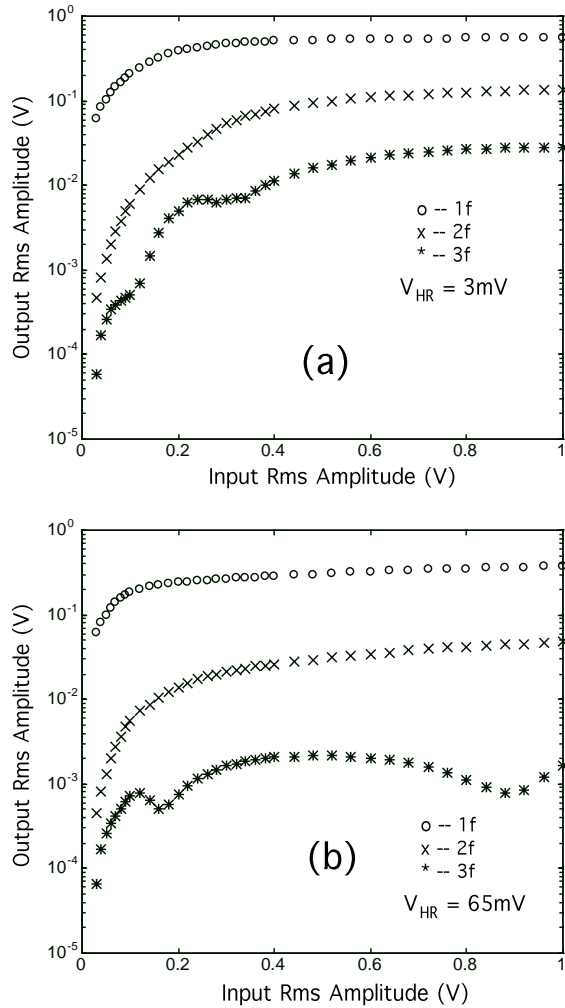 10^0
10^-1
10^-2
10^-3
10^-4
10^-5
Output Rms Amplitude (V)
o -- 1f
x -- 2f
* -- 3f
V_HR = 3mV
(a)
0 0.2 0.4 0.6 0.8 1
Input Rms Amplitude (V)
10^0
10^-1
10^-2
10^-3
10^-4
10^-5
Output Rms Amplitude (V)
o -- 1f
x -- 2f
* -- 3f
V_HR = 65mV
(b)
0 0.2 0.4 0.6 0.8 1
Input Rms Amplitude (V)